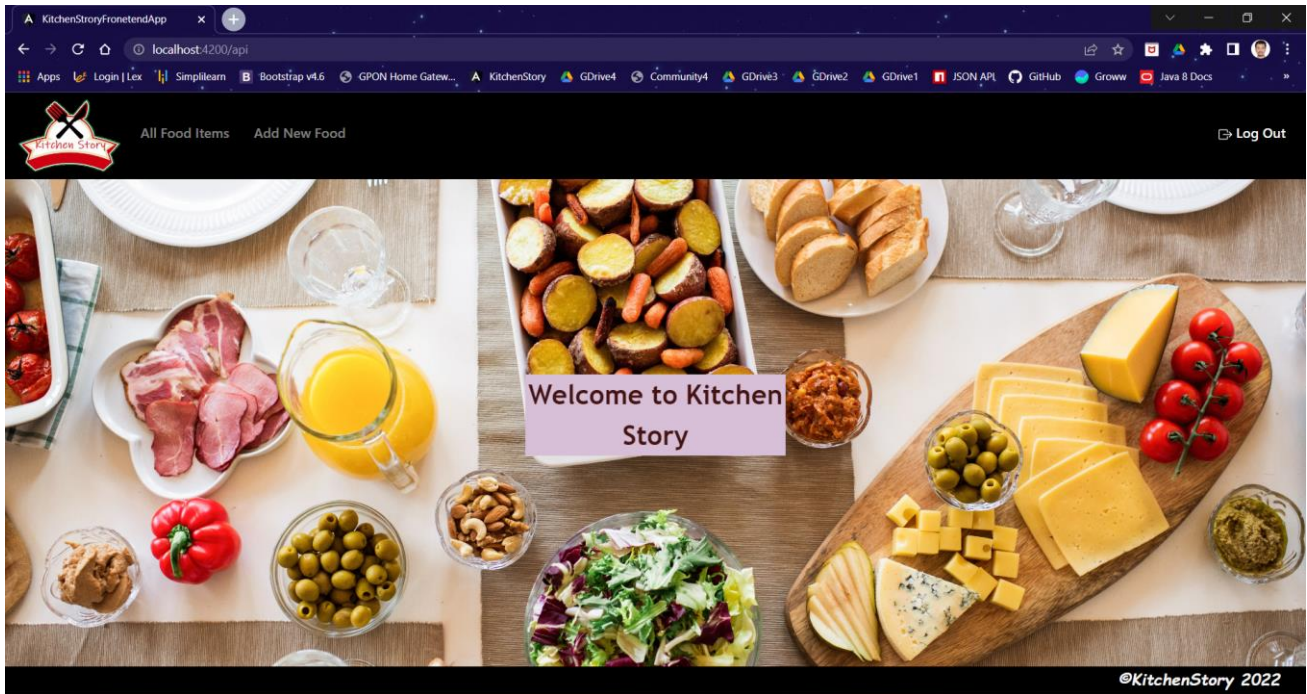 KitchenStroryFronetendApp
localhost:4200/api
Apps Login | Lex Simplilearn Bootstrap v4.6 GPON Home Gatew... KitchenStory GDrive4 Community4 GDrive3 GDrive2 GDrive1 JSON API, GitHub Groww Java 8 Docs »
Kitchen Story
All Food Items Add New Food Log Out
Welcome to Kitchen
Story
©KitchenStory 2022